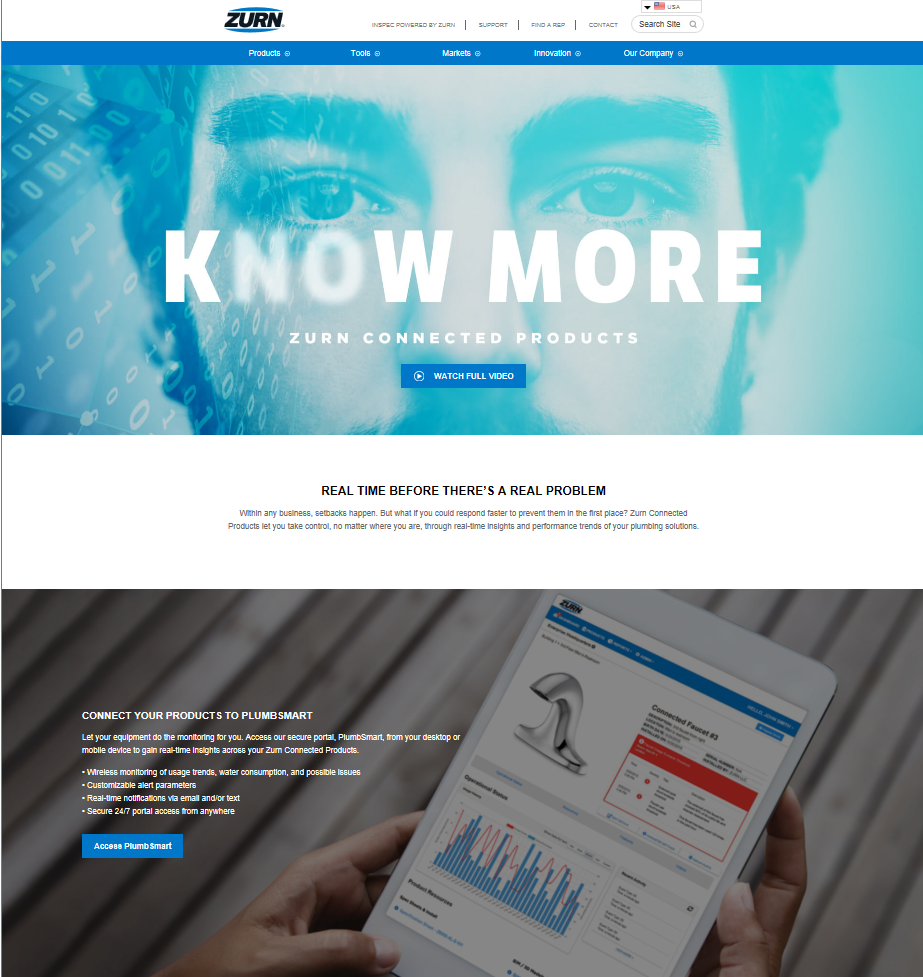 USA
ZURN
INSPEC POWERED BY ZURN
SUPPORT
FIND A REP
CONTACT
Search Site
Products
Tools
Markets
Innovation
Our Company
KNOW MORE
ZURN CONNECTED PRODUCTS
WATCH FULL VIDEO
REAL TIME BEFORE THERE'S A REAL PROBLEM
Within any business, setbacks happen. But what if you could respond faster to prevent them in the first place? Zurn Connected
Products let you take control, no matter where you are, through real-time insights and performance trends of your plumbing solutions.
ZURN
HELLO, JOHN SMITH
Connected Faucet #3
Operational Status
Product Resources
CONNECT YOUR PRODUCTS TO PLUMBSMART
Let your equipment do the monitoring for you. Access our secure portal, PlumbSmart, from your desktop or
mobile device to gain real-time insights across your Zurn Connected Products.
• Wireless monitoring of usage trends, water consumption, and possible issues
• Customizable alert parameters
• Real-time notifications via email and/or text
• Secure 24/7 portal access from anywhere
Access PlumbSmart